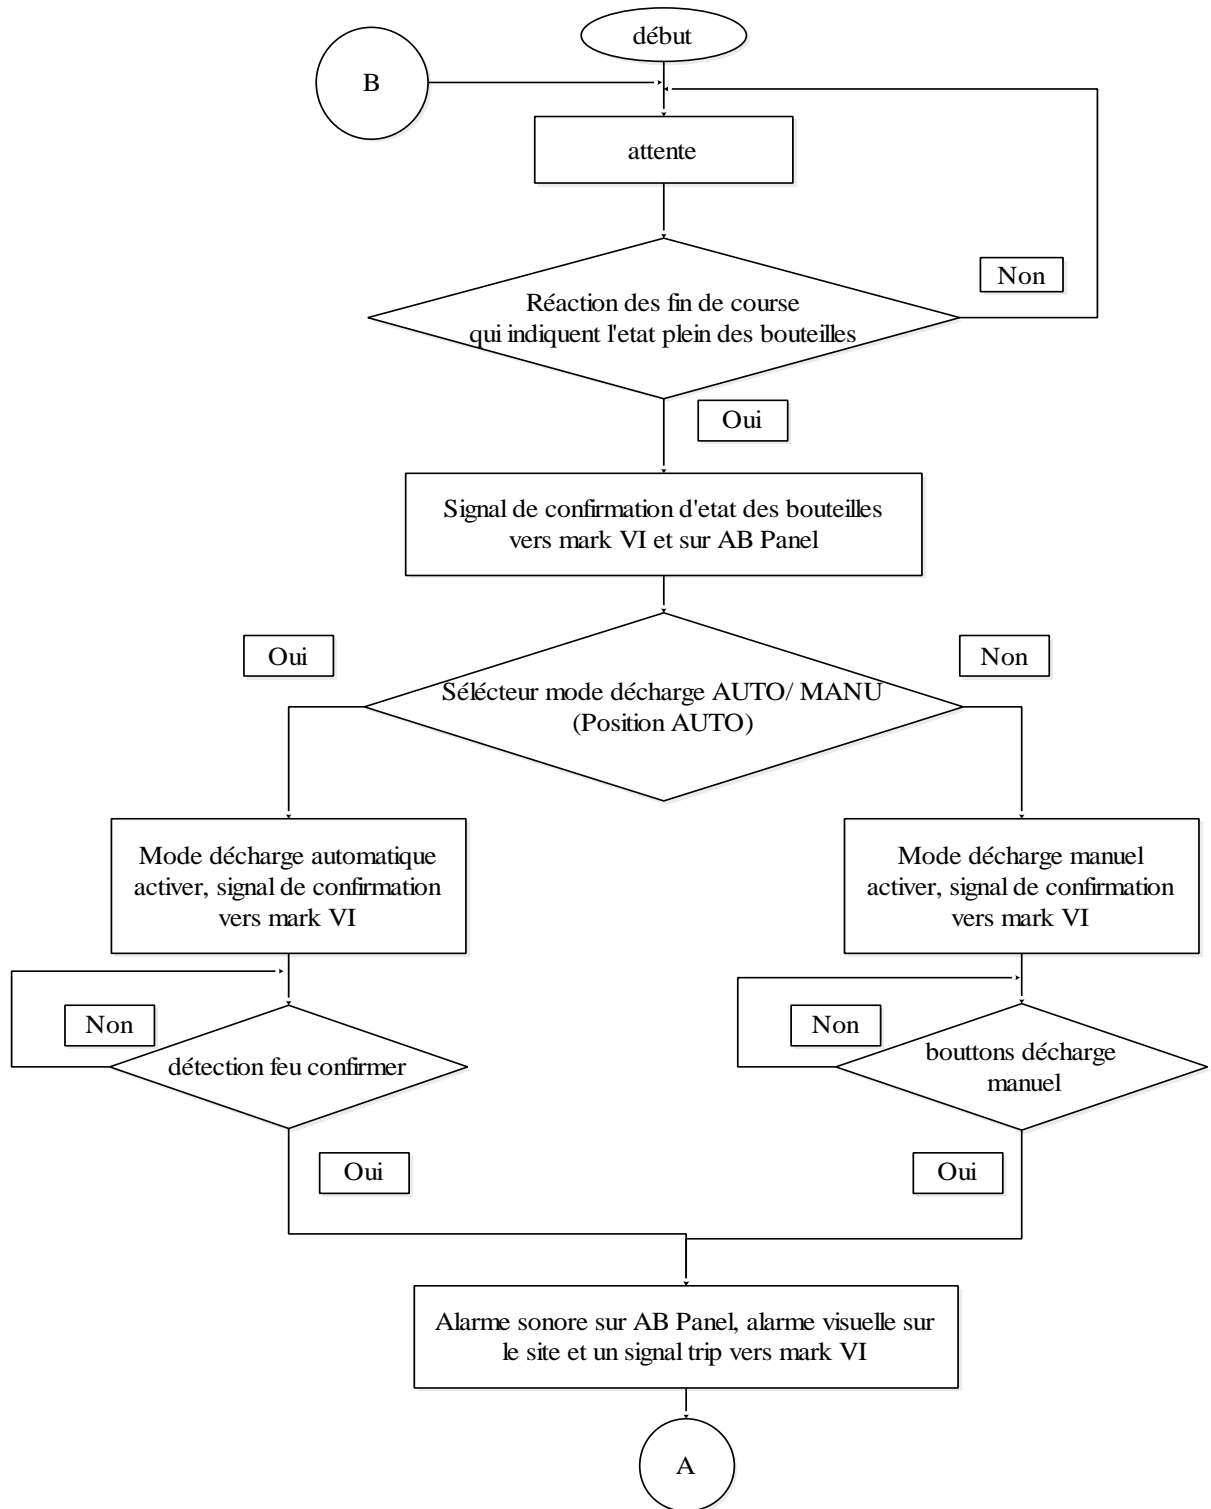 début
B
attente
Non
Réaction des fin de course
qui indiquent l'etat plein des bouteilles
Oui
Signal de confirmation d'etat des bouteilles
vers mark VI et sur AB Panel
Oui
Non
Sélécteur mode décharge AUTO/ MANU
(Position AUTO)
Mode décharge automatique
activer, signal de confirmation
vers mark VI
Mode décharge manuel
activer, signal de confirmation
vers mark VI
Non
détection feu confirmer
Non
bouttons décharge
manuel
Oui
Oui
Alarme sonore sur AB Panel, alarme visuelle sur
le site et un signal trip vers mark VI
A